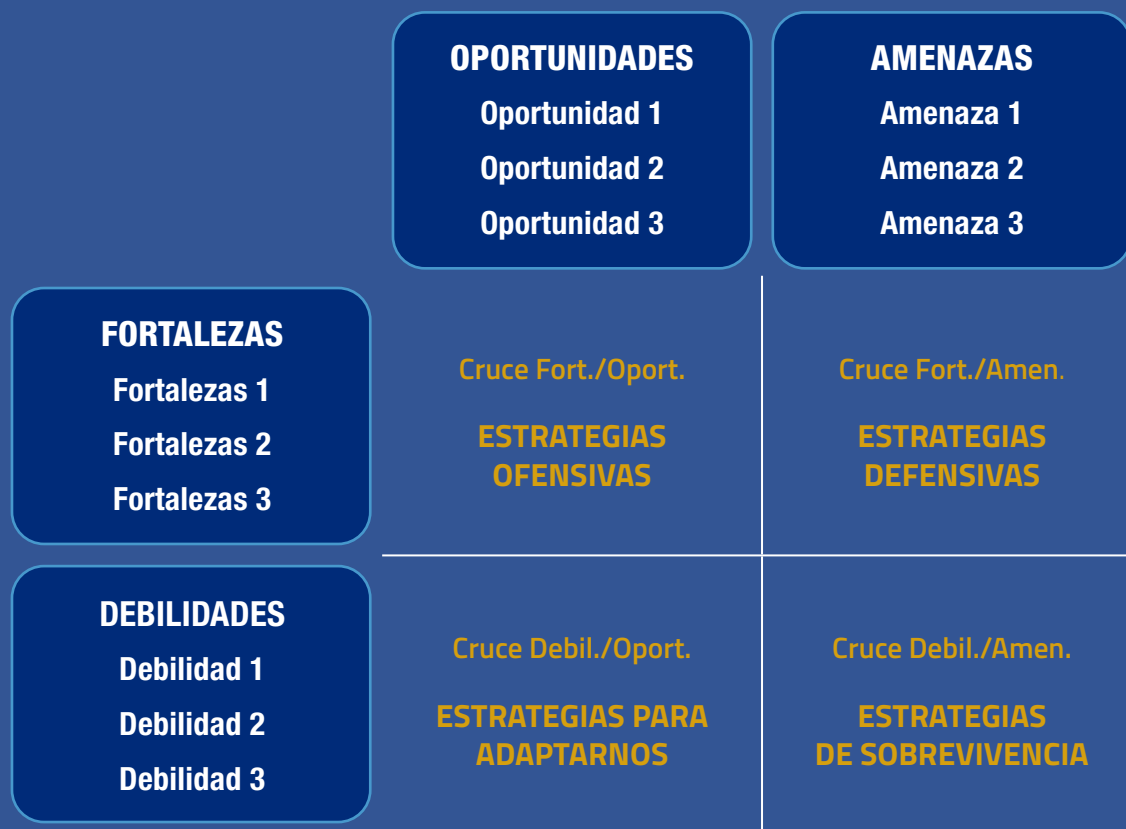 OPORTUNIDADES
Oportunidad 1
Oportunidad 2
Oportunidad 3
AMENAZAS
Amenaza 1
Amenaza 2
Amenaza 3
FORTALEZAS
Fortalezas 1
Fortalezas 2
Fortalezas 3
Cruce Fort./Oport.
ESTRATEGIAS
OFENSIVAS
Cruce Fort./Amen.
ESTRATEGIAS
DEFENSIVAS
DEBILIDADES
Debilidad 1
Debilidad 2
Debilidad 3
Cruce Debil./Oport.
ESTRATEGIAS PARA
ADAPTARNOS
Cruce Debil./Amen.
ESTRATEGIAS
DE SOBREVIVENCIA